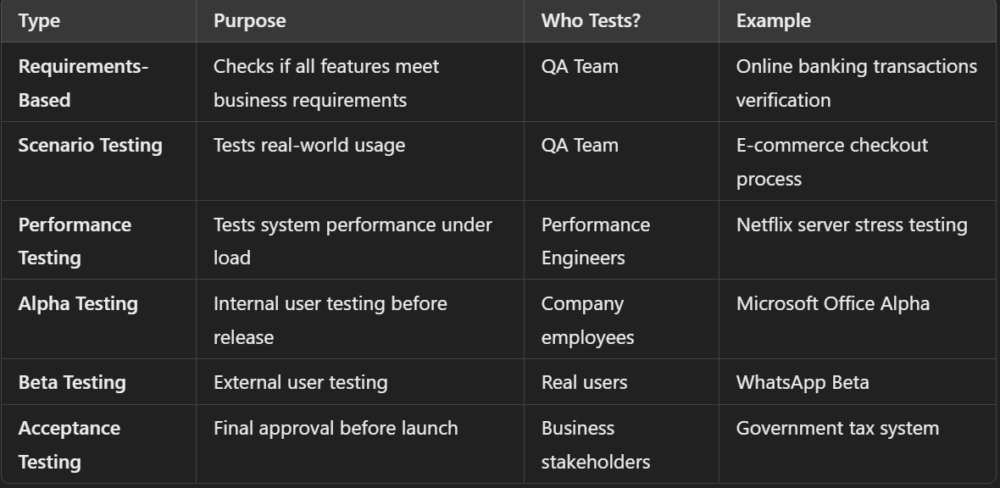 Type Purpose Who Tests? Example
Requirements- Checks if all features meet QA Team Online banking transactions
Based business requirements verification
Scenario Testing Tests real-world usage QA Team E-commerce checkout
process
Performance Tests system performance under Performance Netflix server stress testing
Testing load Engineers
Alpha Testing Internal user testing before Company Microsoft Office Alpha
release employees
Beta Testing External user testing Real users WhatsApp Beta
Acceptance Final approval before launch Business Government tax system
Testing stakeholders